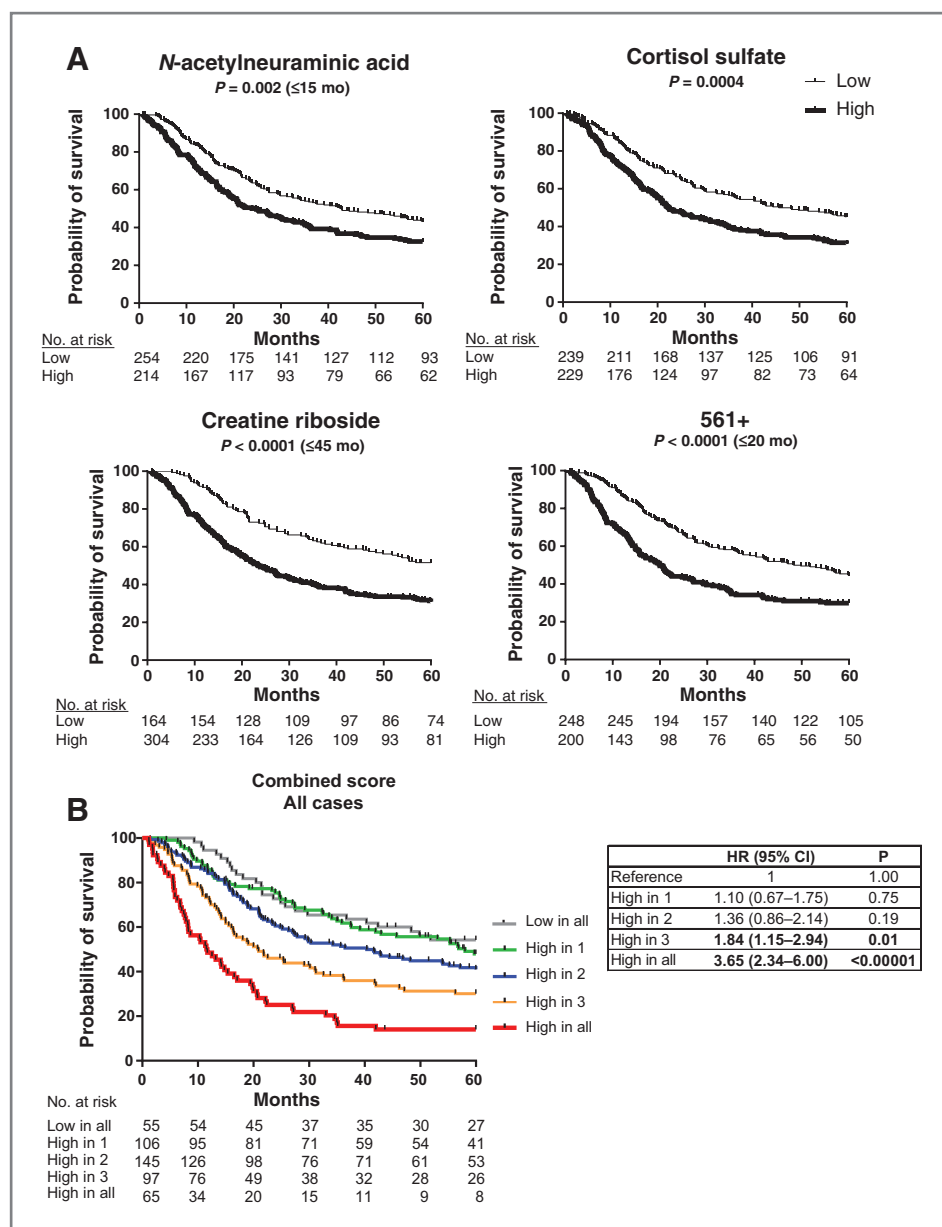 A
N-acetylneuraminic acid
P = 0.002 (≤15 mo)
Probability of survival
100
80
60
40
20
0
0 10 20 30 40 50 60
Months
No. at risk
Low 254 220 175 141 127 112 93
High 214 167 117 93 79 66 62
Cortisol sulfate
P = 0.0004
Low
High
Probability of survival
100
80
60
40
20
0
0 10 20 30 40 50 60
Months
No. at risk
Low 239 211 168 137 125 106 91
High 229 176 124 97 82 73 64
Creatine riboside
P < 0.0001 (≤45 mo)
Probability of survival
100
80
60
40
20
0
0 10 20 30 40 50 60
Months
No. at risk
Low 164 154 128 109 97 86 74
High 304 233 164 126 109 93 81
561+
P < 0.0001 (≤20 mo)
Probability of survival
100
80
60
40
20
0
0 10 20 30 40 50 60
Months
No. at risk
Low 248 245 194 157 140 122 105
High 200 143 98 76 65 56 50
B
Combined score
All cases
Probability of survival
100
80
60
40
20
0
0 10 20 30 40 50 60
Months
Low in all
High in 1
High in 2
High in 3
High in all
No. at risk
Low in all 55 54 45 37 35 30 27
High in 1 106 95 81 71 59 54 41
High in 2 145 126 98 76 71 61 53
High in 3 97 76 49 38 32 28 26
High in all 65 34 20 15 11 9 8
HR (95% CI) P
Reference 1 1.00
High in 1 1.10 (0.67–1.75) 0.75
High in 2 1.36 (0.86–2.14) 0.19
High in 3 1.84 (1.15–2.94) 0.01
High in all 3.65 (2.34–6.00) <0.00001